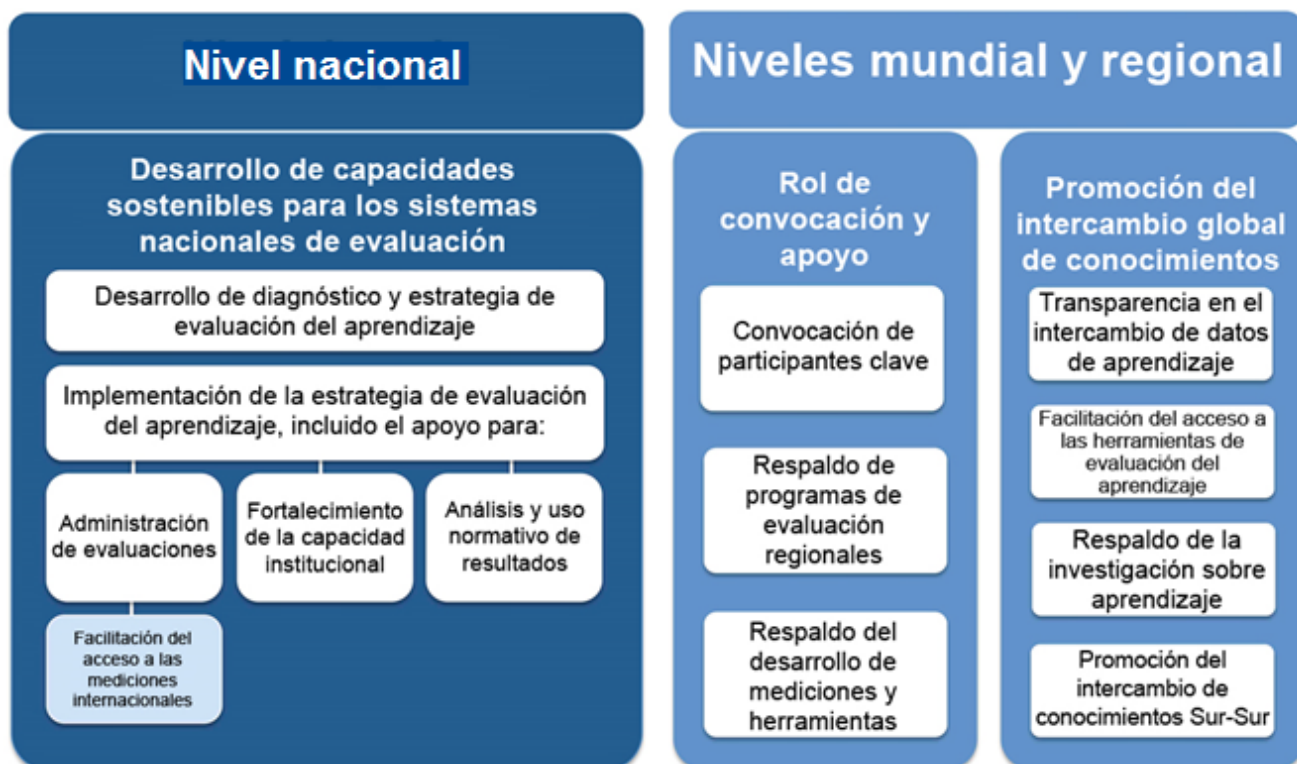 Nivel nacional
Desarrollo de capacidades
sostenibles para los sistemas
nacionales de evaluación
Desarrollo de diagnóstico y estrategia de
evaluación del aprendizaje
Implementación de la estrategia de evaluación
del aprendizaje, incluido el apoyo para:
Administración
de evaluaciones
Fortalecimiento
de la capacidad
institucional
Análisis y uso
normativo de
resultados
Facilitación del
acceso a las
mediciones
internacionales
Niveles mundial y regional
Rol de
convocación y
apoyo
Convocación de
participantes clave
Respaldo de
programas de
evaluación
regionales
Respaldo del
desarrollo de
mediciones y
herramientas
Promoción del
intercambio global
de conocimientos
Transparencia en el
intercambio de datos
de aprendizaje
Facilitación del acceso a
las herramientas de
evaluación del
aprendizaje
Respaldo de la
investigación sobre
aprendizaje
Promoción del
intercambio de
conocimientos Sur-Sur